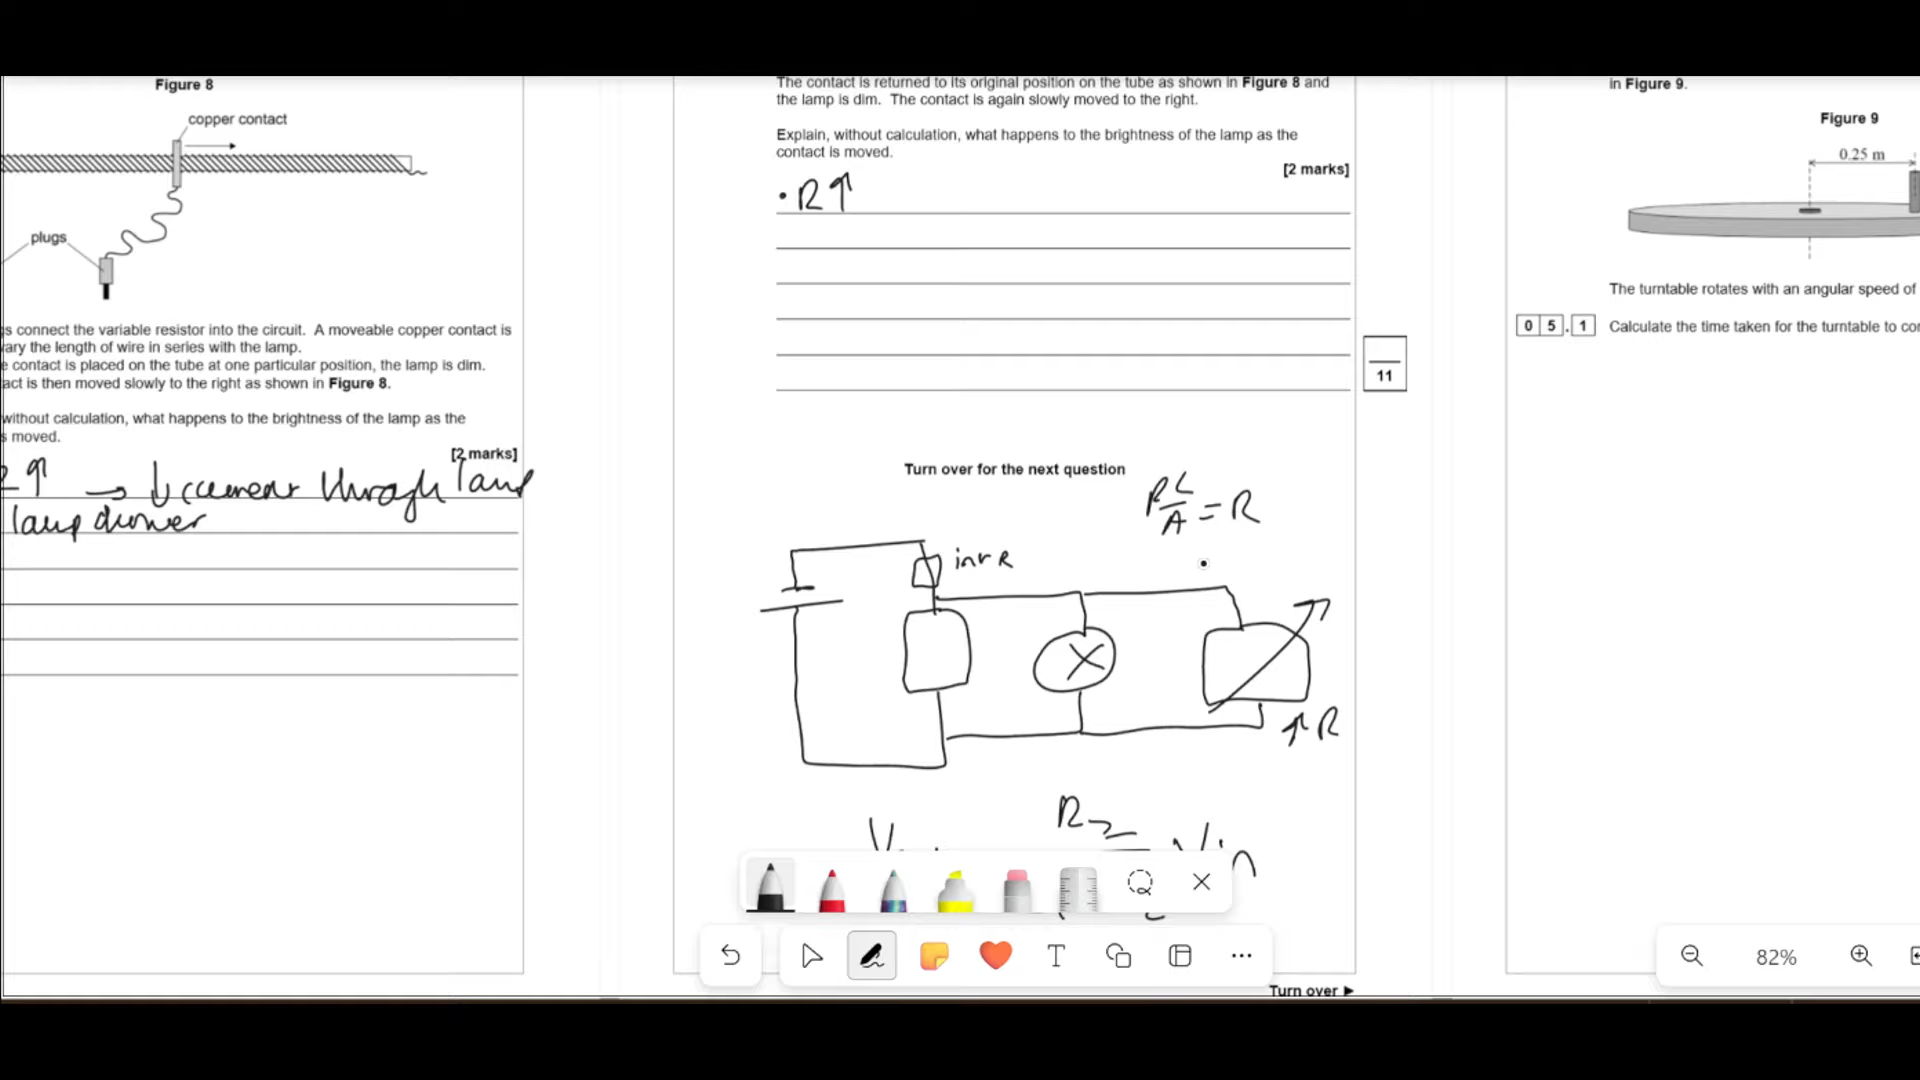 Figure 8
copper contact
plugs
gs connect the variable resistor into the circuit. A moveable copper contact is
vary the length of wire in series with the lamp.
e contact is placed on the tube at one particular position, the lamp is dim.
act is then moved slowly to the right as shown in Figure 8.
without calculation, what happens to the brightness of the lamp as the
s moved.
[2 marks]
R ↑ → ↓ current through lamp
lamp dimmer
The contact is returned to its original position on the tube as shown in Figure 8 and
the lamp is dim. The contact is again slowly moved to the right.
Explain, without calculation, what happens to the brightness of the lamp as the
contact is moved.
[2 marks]
• R ↑
11
Turn over for the next question
ρL/A = R
int R
↑ R
R2
Vin
Turn over ►
in Figure 9.
Figure 9
0.25 m
The turntable rotates with an angular speed of
0 5 . 1 Calculate the time taken for the turntable to co
82%